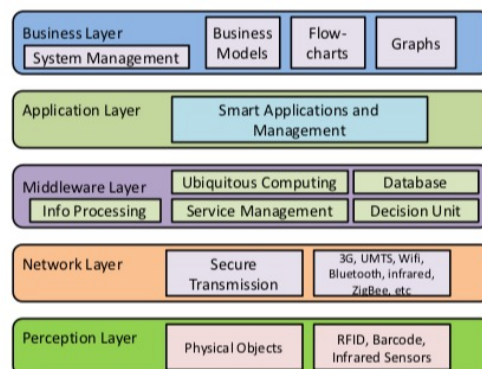 Business Layer
System Management
Business
Models
Flow-
charts
Graphs
Application Layer
Smart Applications and
Management
Middleware Layer
Ubiquitous Computing
Database
Info Processing
Service Management
Decision Unit
Network Layer
Secure
Transmission
3G, UMTS, Wifi,
Bluetooth, infrared,
ZigBee, etc
Perception Layer
Physical Objects
RFID, Barcode,
Infrared Sensors